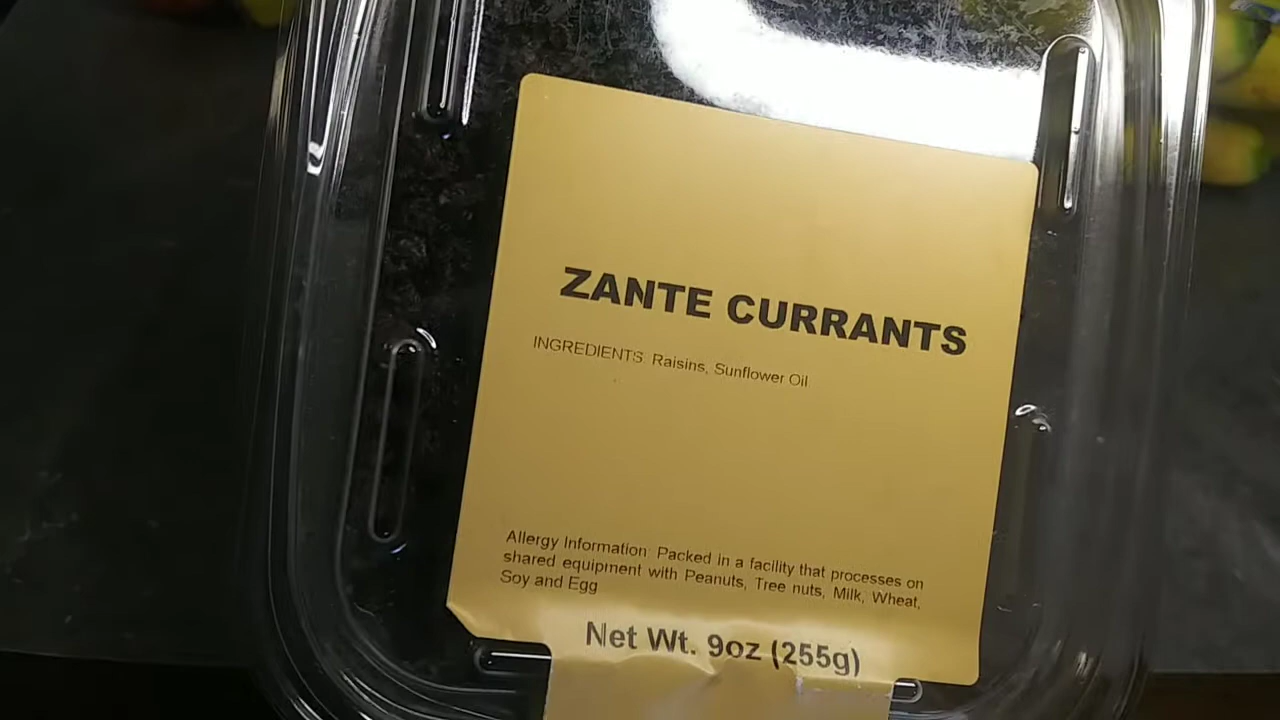 ZANTE CURRANTS
INGREDIENTS: Raisins, Sunflower Oil
Allergy Information: Packed in a facility that processes on
shared equipment with Peanuts, Tree nuts, Milk, Wheat,
Soy and Egg
Net Wt. 9oz (255g)